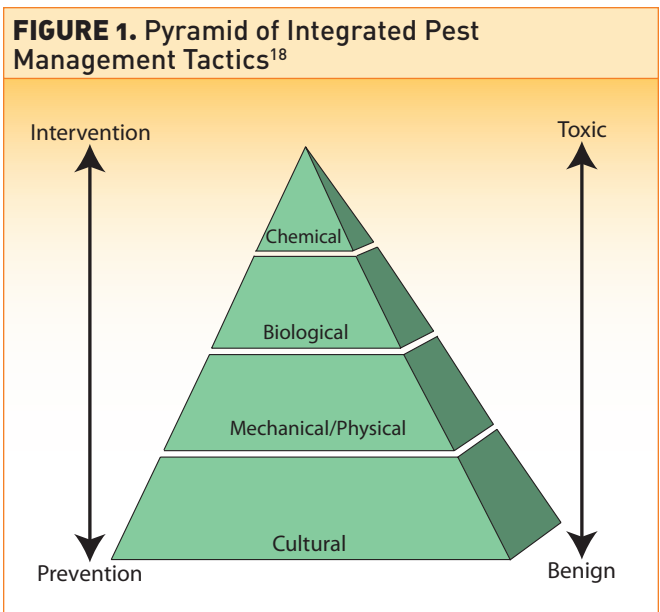 FIGURE 1. Pyramid of Integrated Pest
Management Tactics18
Intervention
Toxic
Chemical
Biological
Mechanical/Physical
Cultural
Prevention
Benign